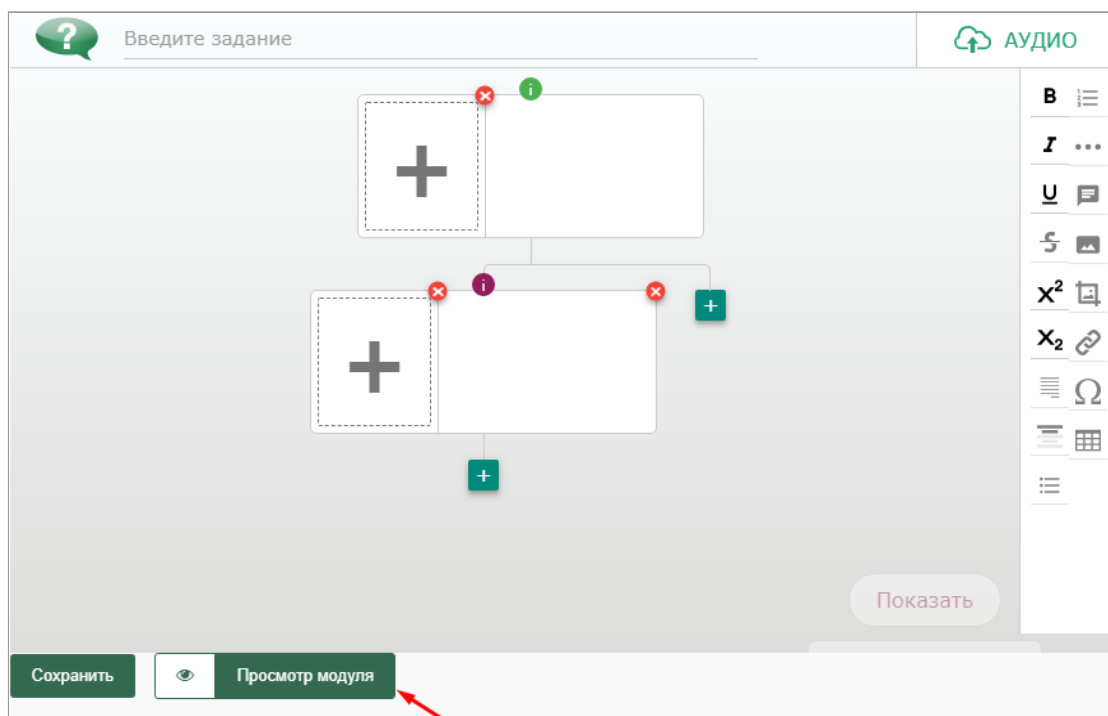 Введите задание
АУДИО
B
I
U
S
X²
X₂
Ω
Показать
Сохранить
Просмотр модуля